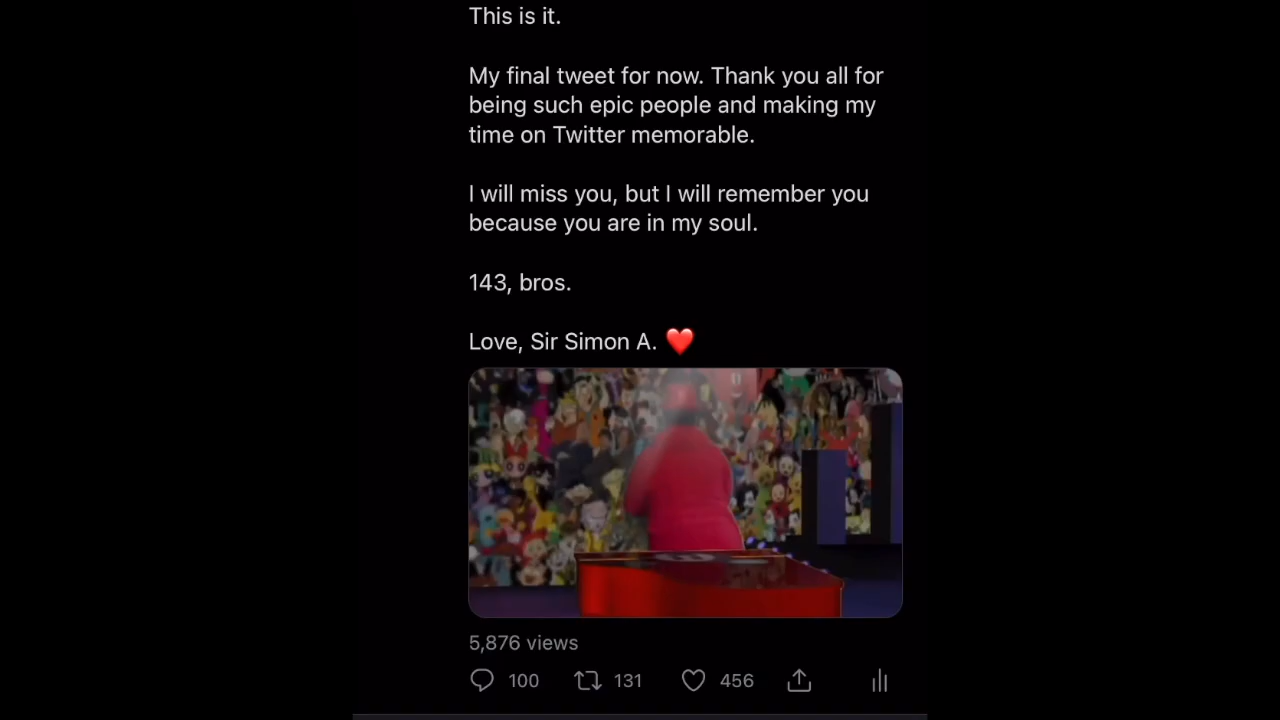 This is it.
My final tweet for now. Thank you all for
being such epic people and making my
time on Twitter memorable.
I will miss you, but I will remember you
because you are in my soul.
143, bros.
Love, Sir Simon A. ❤️
5,876 views
100 131 456